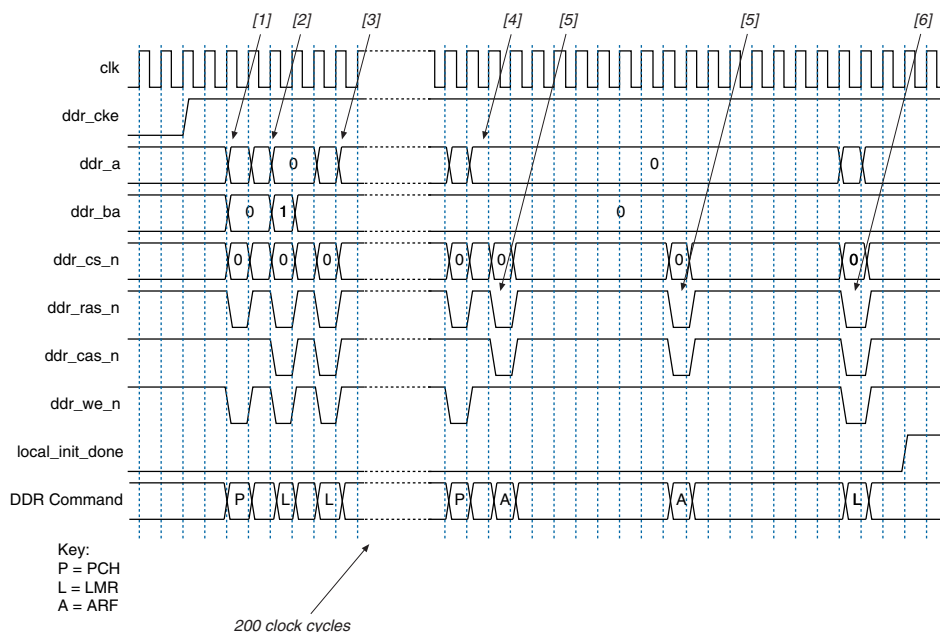 [1] [2] [3] [4] [5] [5] [6]
clk
ddr_cke
ddr_a 0 0
ddr_ba 0 1 0
ddr_cs_n 0 0 0 0 0 0 0
ddr_ras_n
ddr_cas_n
ddr_we_n
local_init_done
DDR Command P L L P A A L
Key:
P = PCH
L = LMR
A = ARF
200 clock cycles